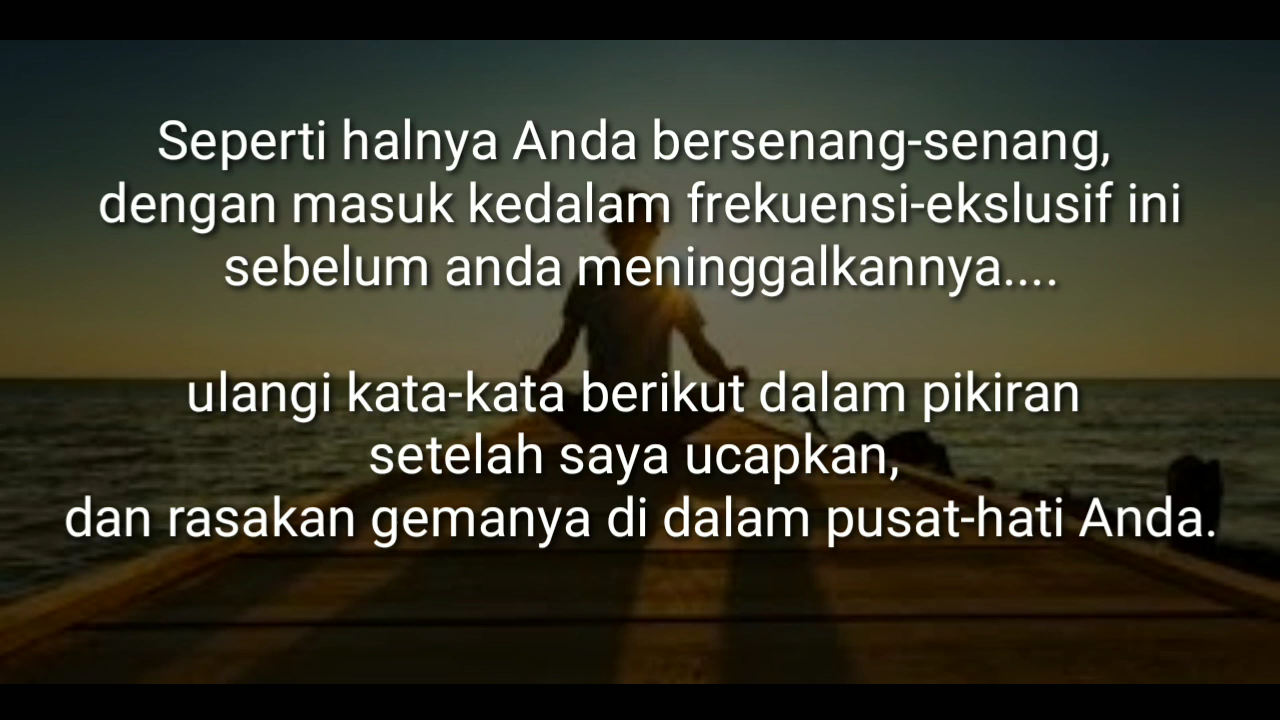 Seperti halnya Anda bersenang-senang,
dengan masuk kedalam frekuensi-ekslusif ini
sebelum anda meninggalkannya....
ulangi kata-kata berikut dalam pikiran
setelah saya ucapkan,
dan rasakan gemanya di dalam pusat-hati Anda.